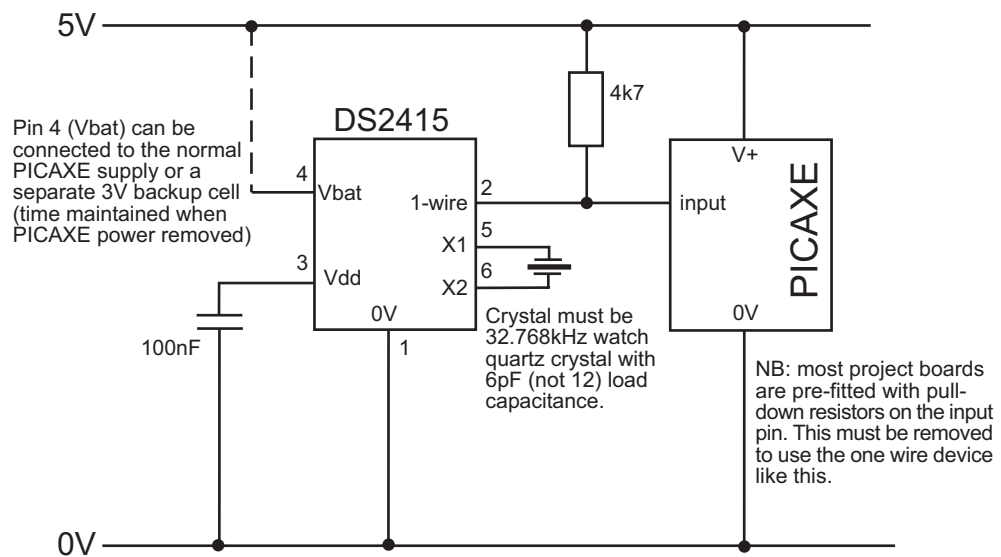 5V
4k7
DS2415
Pin 4 (Vbat) can be
connected to the normal
PICAXE supply or a
separate 3V backup cell
(time maintained when
PICAXE power removed)
4
Vbat
1-wire
2
V+
input
PICAXE
0V
X1
5
X2
6
3
Vdd
0V
1
100nF
Crystal must be
32.768kHz watch
quartz crystal with
6pF (not 12) load
capacitance.
NB: most project boards
are pre-fitted with pull-
down resistors on the input
pin. This must be removed
to use the one wire device
like this.
0V